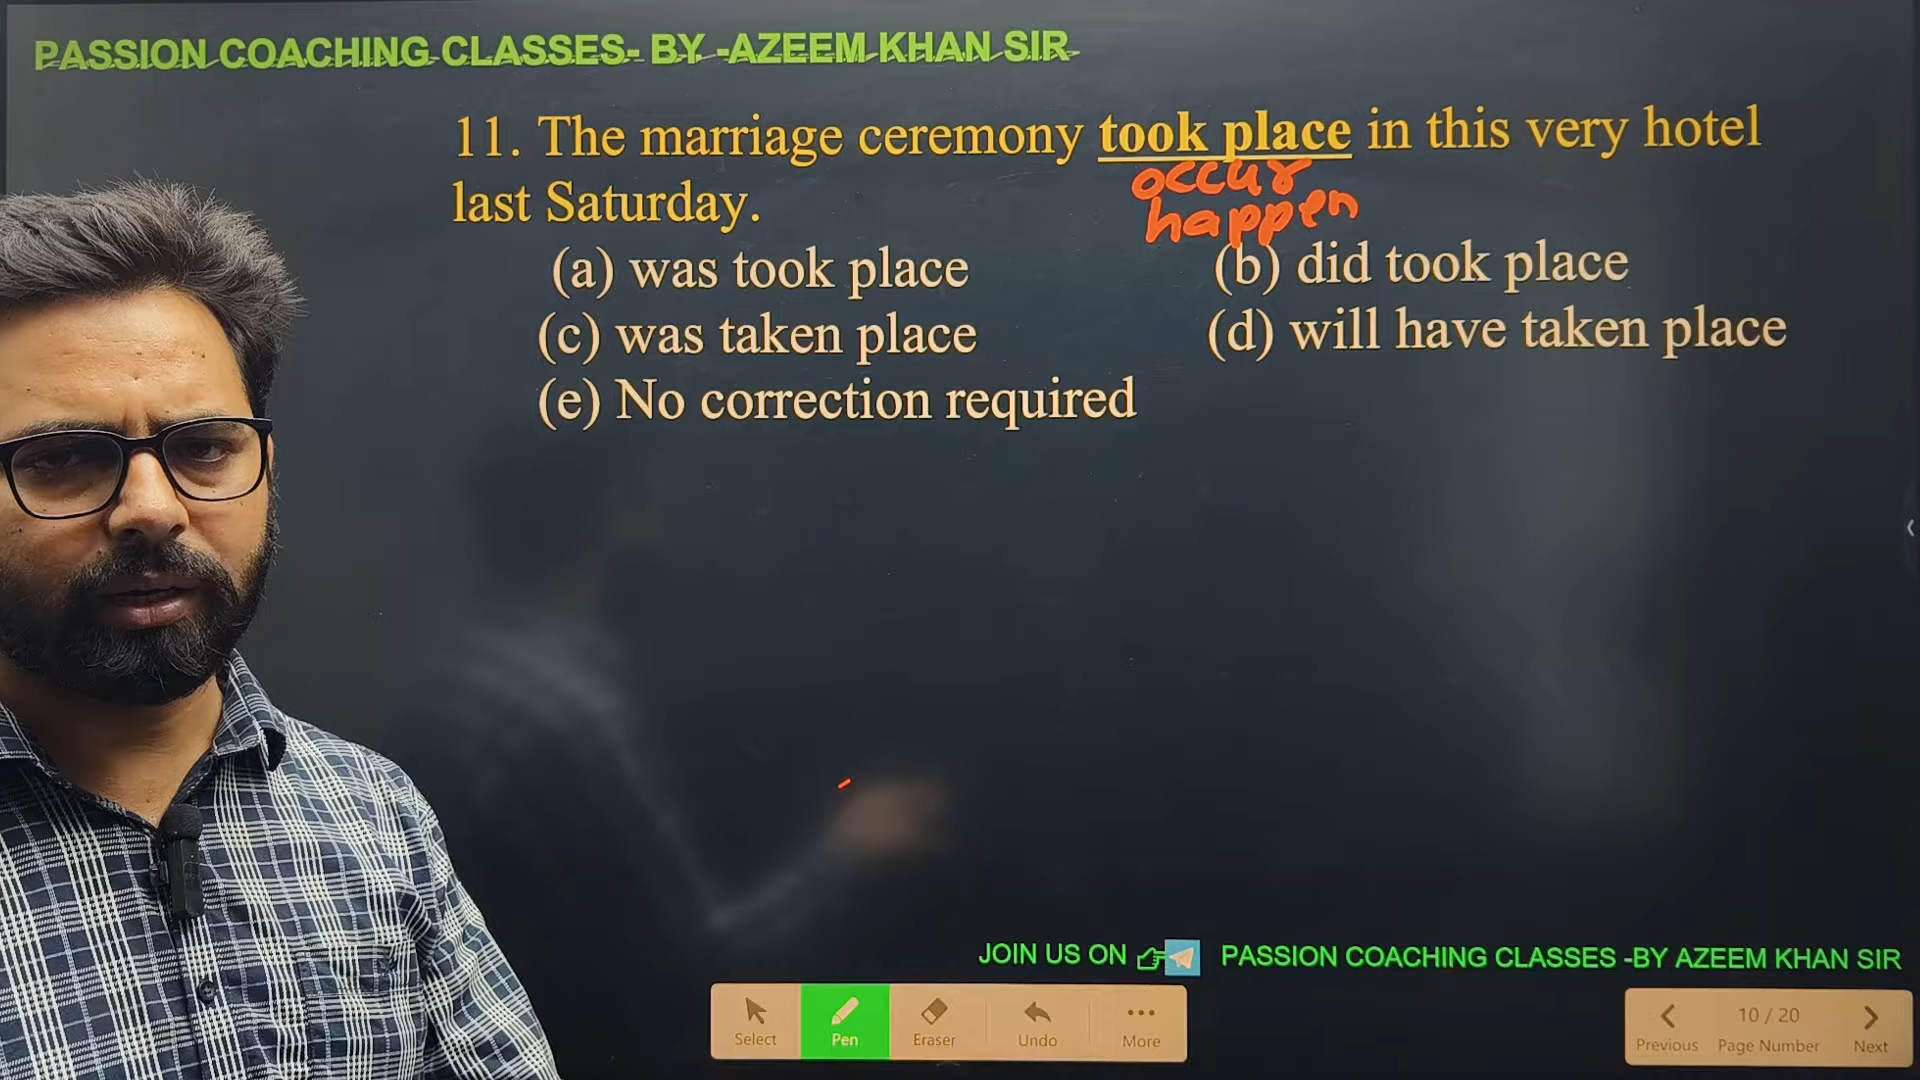 PASSION COACHING CLASSES- BY -AZEEM KHAN SIR
11. The marriage ceremony took place in this very hotel
occur
last Saturday.
happen
(a) was took place
(b) did took place
(c) was taken place
(d) will have taken place
(e) No correction required
JOIN US ON
PASSION COACHING CLASSES -BY AZEEM KHAN SIR
Select
Pen
Eraser
Undo
More
10 / 20
Previous
Page Number
Next